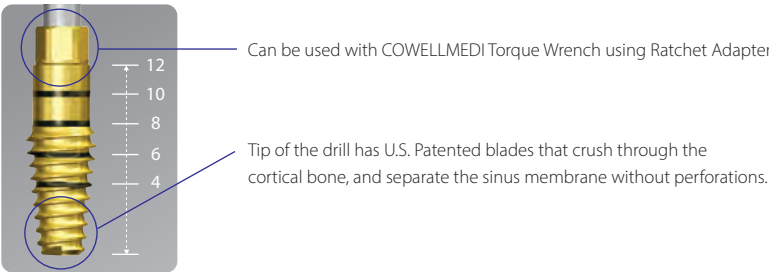 Can be used with COWELLMEDI Torque Wrench using Ratchet Adapter
12
10
8
Tip of the drill has U.S. Patented blades that crush through the
6
cortical bone, and separate the sinus membrane without perforations.
4